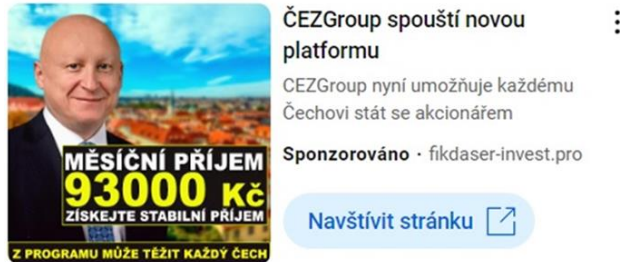 ČEZGroup spouští novou
platformu
CEZGroup nyní umožňuje každému
Čechovi stát se akcionářem
Sponzorováno · fikdaser-invest.pro
Navštívit stránku
MĚSÍČNÍ PŘÍJEM
93000 Kč
ZÍSKEJTE STABILNÍ PŘÍJEM
Z PROGRAMU MŮŽE TĚŽIT KAŽDÝ ČECH